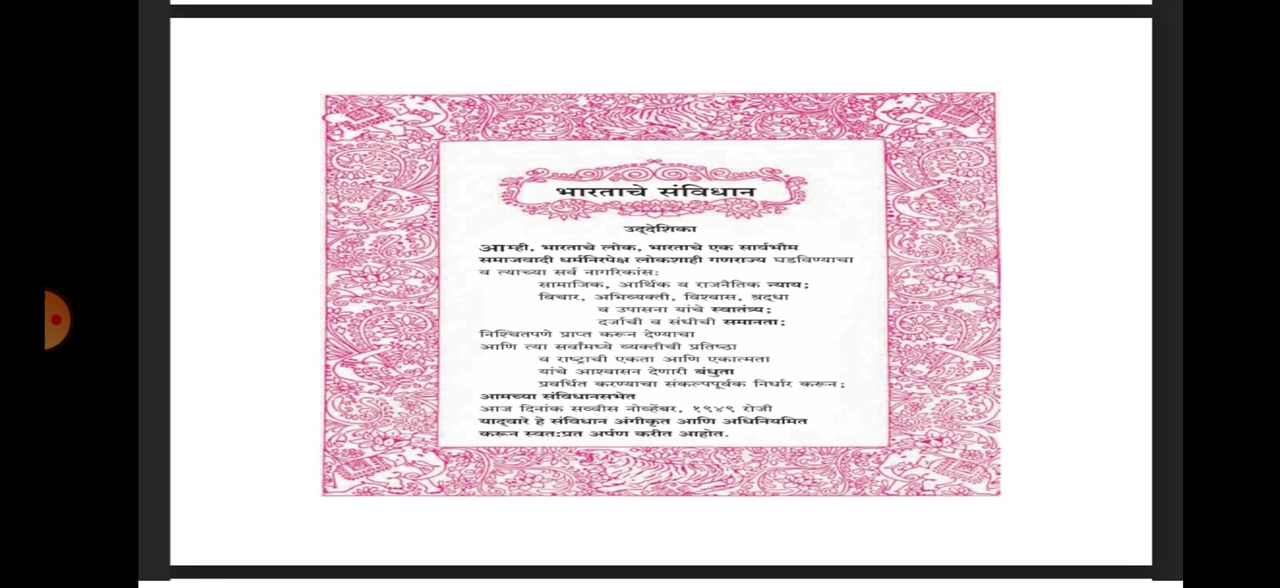 भारताचे संविधान
उद्‌देशिका
आम्ही, भारताचे लोक, भारताचे एक सार्वभौम
समाजवादी धर्मनिरपेक्ष लोकशाही गणराज्य घडविण्याचा
व त्याच्या सर्व नागरिकांस:
सामाजिक, आर्थिक व राजनैतिक न्याय;
विचार, अभिव्यक्ती, विश्वास, श्रद्‌धा
व उपासना यांचे स्वातंत्र्य;
दर्जाची व संधीची समानता;
निश्चितपणे प्राप्त करून देण्याचा
आणि त्या सर्वांमध्ये व्यक्तीची प्रतिष्ठा
व राष्ट्राची एकता आणि एकात्मता
यांचे आश्वासन देणारी बंधुता
प्रवर्धित करण्याचा संकल्पपूर्वक निर्धार करून;
आमच्या संविधानसभेत
आज दिनांक सव्वीस नोव्हेंबर, १९४९ रोजी
याद्‌वारे हे संविधान अंगीकृत आणि अधिनियमित
करून स्वत:प्रत अर्पण करीत आहोत.